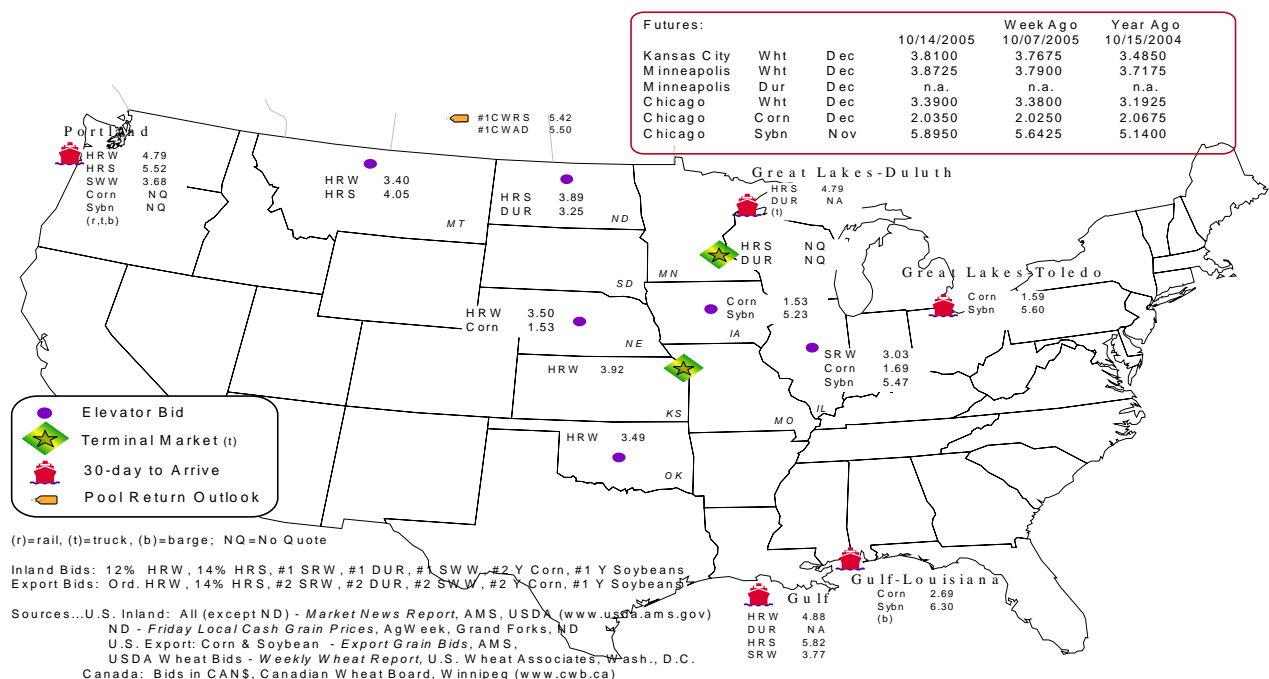 Futures: Week Ago Year Ago
10/14/2005 10/07/2005 10/15/2004
Kansas City Wht Dec 3.8100 3.7675 3.4850
Minneapolis Wht Dec 3.8725 3.7900 3.7175
Minneapolis Dur Dec n.a. n.a. n.a.
Chicago Wht Dec 3.3900 3.3800 3.1925
Chicago Corn Dec 2.0350 2.0250 2.0675
Chicago Sybn Nov 5.8950 5.6425 5.1400
#1CWRS 5.42
#1CWAD 5.50
Portland
HRW 4.79
HRS 5.52
SWW 3.68
Corn NQ
Sybn NQ
(r,t,b)
HRW 3.40
HRS 4.05
MT
HRS 3.89
DUR 3.25
ND
Great Lakes-Duluth
HRS 4.79
DUR NA
(t)
HRS NQ
DUR NQ
MN
SD
Great Lakes-Toledo
Corn 1.59
Sybn 5.60
HRW 3.50
Corn 1.53
NE
Corn 1.53
Sybn 5.23
IA
SRW 3.03
Corn 1.69
Sybn 5.47
IL
HRW 3.92
KS
MO
HRW 3.49
OK
Elevator Bid
Terminal Market (t)
30-day to Arrive
Pool Return Outlook
(r)=rail, (t)=truck, (b)=barge; NQ=No Quote
Inland Bids: 12% HRW, 14% HRS, #1 SRW, #1 DUR, #1 SWW, #2 Y Corn, #1 Y Soybeans
Export Bids: Ord. HRW, 14% HRS, #2 SRW, #2 DUR, #2 SWW, #2 Y Corn, #1 Y Soybeans
Gulf-Louisiana
Corn 2.69
Sybn 6.30
(b)
Gulf
HRW 4.88
DUR NA
HRS 5.82
SRW 3.77
Sources...U.S. Inland: All (except ND) - Market News Report, AMS, USDA (www.usda.ams.gov)
ND - Friday Local Cash Grain Prices, AgWeek, Grand Forks, ND
U.S. Export: Corn & Soybean - Export Grain Bids, AMS,
USDA Wheat Bids - Weekly Wheat Report, U.S. Wheat Associates, Wash., D.C.
Canada: Bids in CAN$, Canadian Wheat Board, Winnipeg (www.cwb.ca)